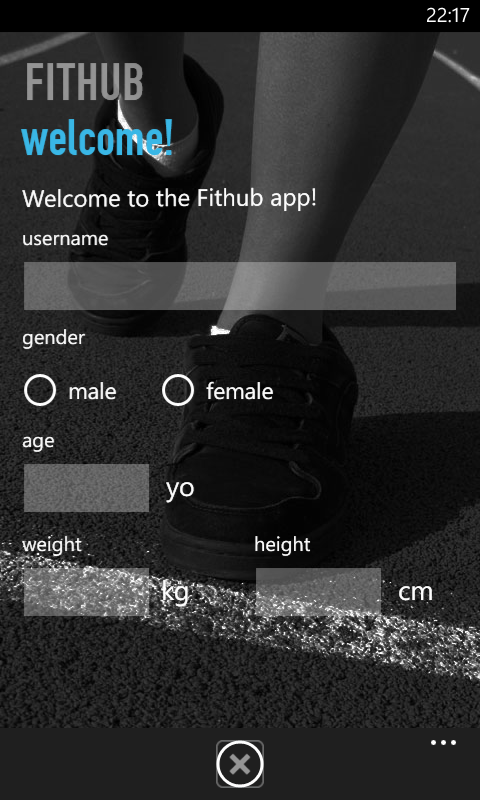 22:17
FITHUB
welcome!
Welcome to the Fithub app!
username
gender
male female
age
yo
weight height
kg cm